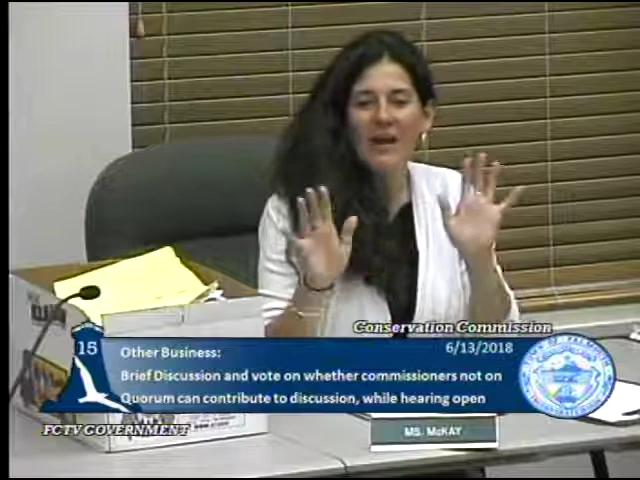 Conservation Commission
15
Other Business:
6/13/2018
Brief Discussion and vote on whether commissioners not on
Quorum can contribute to discussion, while hearing open
FCTV GOVERNMENT
MS. McKAY